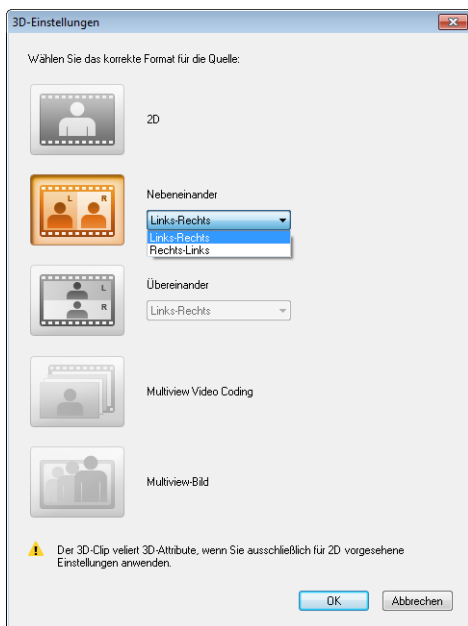 3D-Einstellungen
Wählen Sie das korrekte Format für die Quelle:
2D
L R
Nebeneinander
Links-Rechts
Links-Rechts
Rechts-Links
Übereinander
L
R
Links-Rechts
Multiview Video Coding
Multiview-Bild
Der 3D-Clip veliert 3D-Attribute, wenn Sie ausschließlich für 2D vorgesehene
Einstellungen anwenden.
OK Abbrechen